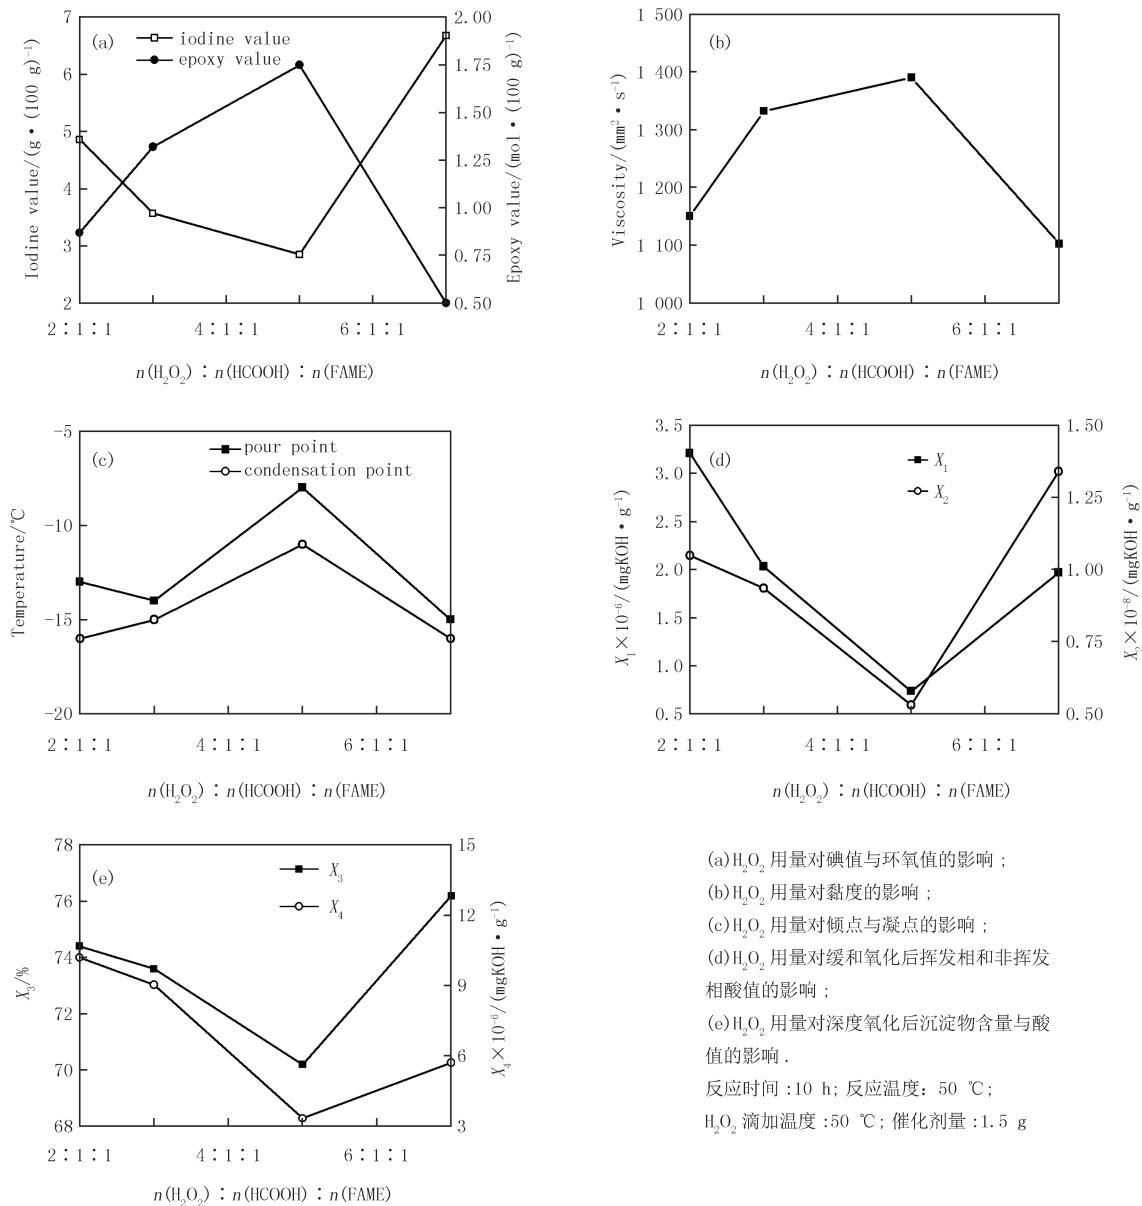 (a)
iodine value
epoxy value
Iodine value/(g•(100 g)⁻¹)
7
6
5
4
3
2
2.00
1.75
1.50
1.25
1.00
0.75
0.50
Epoxy value/(mol•(100 g)⁻¹)
2∶1∶1 4∶1∶1 6∶1∶1
n(H₂O₂)∶n(HCOOH)∶n(FAME)
(b)
Viscosity/(mm²•s⁻¹)
1 500
1 400
1 300
1 200
1 100
1 000
2∶1∶1 4∶1∶1 6∶1∶1
n(H₂O₂)∶n(HCOOH)∶n(FAME)
(c)
pour point
condensation point
Temperature/℃
-5
-10
-15
-20
2∶1∶1 4∶1∶1 6∶1∶1
n(H₂O₂)∶n(HCOOH)∶n(FAME)
(d)
X₁
X₂
X₁×10⁻⁶/(mgKOH•g⁻¹)
3.5
3.0
2.5
2.0
1.5
1.0
0.5
1.50
1.25
1.00
0.75
0.50
X₂×10⁻⁸/(mgKOH•g⁻¹)
2∶1∶1 4∶1∶1 6∶1∶1
n(H₂O₂)∶n(HCOOH)∶n(FAME)
(e)
X₃
X₄
X₃/%
78
76
74
72
70
68
15
12
9
6
3
X₄×10⁻⁶/(mgKOH•g⁻¹)
2∶1∶1 4∶1∶1 6∶1∶1
n(H₂O₂)∶n(HCOOH)∶n(FAME)
(a)H₂O₂ 用量对碘值与环氧值的影响;
(b)H₂O₂ 用量对黏度的影响;
(c)H₂O₂ 用量对倾点与凝点的影响;
(d)H₂O₂ 用量对缓和氧化后挥发相和非挥发
相酸值的影响;
(e)H₂O₂ 用量对深度氧化后沉淀物含量与酸
值的影响.
反应时间:10 h; 反应温度: 50 ℃;
H₂O₂ 滴加温度:50 ℃; 催化剂量:1.5 g